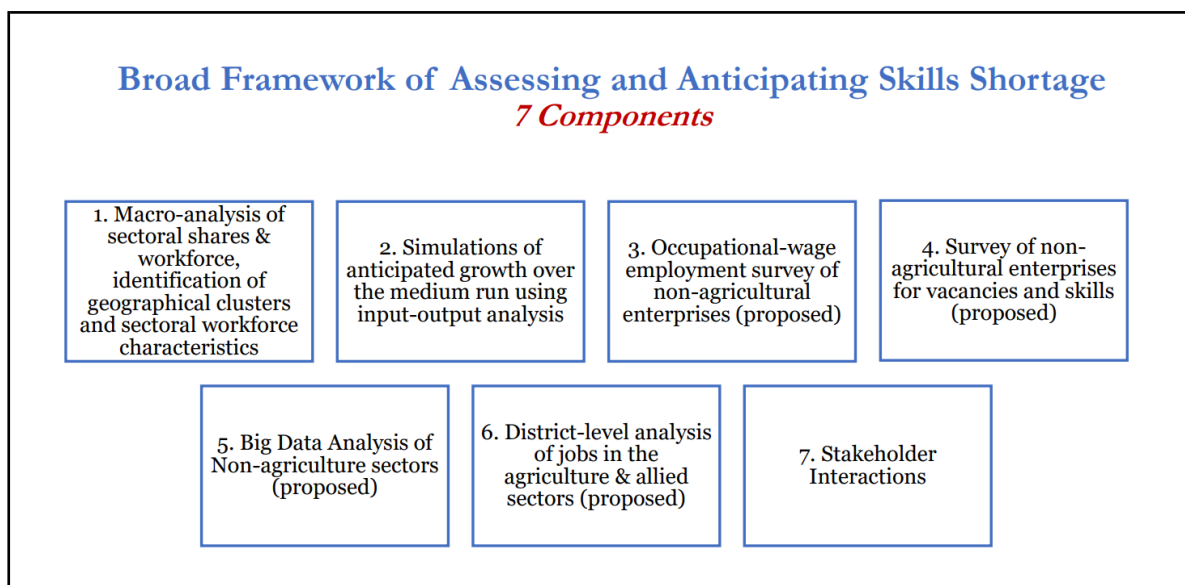 Broad Framework of Assessing and Anticipating Skills Shortage
7 Components
1. Macro-analysis of
sectoral shares &
workforce,
identification of
geographical clusters
and sectoral workforce
characteristics
2. Simulations of
anticipated growth over
the medium run using
input-output analysis
3. Occupational-wage
employment survey of
non-agricultural
enterprises (proposed)
4. Survey of non-
agricultural enterprises
for vacancies and skills
(proposed)
5. Big Data Analysis of
Non-agriculture sectors
(proposed)
6. District-level analysis
of jobs in the
agriculture & allied
sectors (proposed)
7. Stakeholder
Interactions